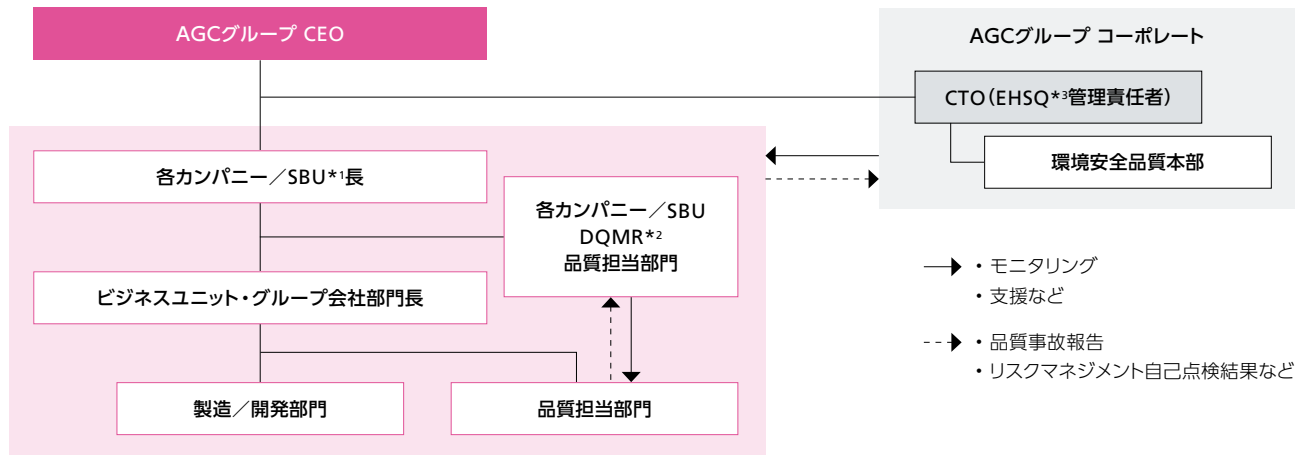 AGCグループ CEO
AGCグループ コーポレート
CTO(EHSQ*3管理責任者)
環境安全品質本部
各カンパニー/SBU*1長
各カンパニー/SBU
DQMR*2
品質担当部門
ビジネスユニット・グループ会社部門長
製造/開発部門
品質担当部門
・モニタリング
・支援など
・品質事故報告
・リスクマネジメント自己点検結果など